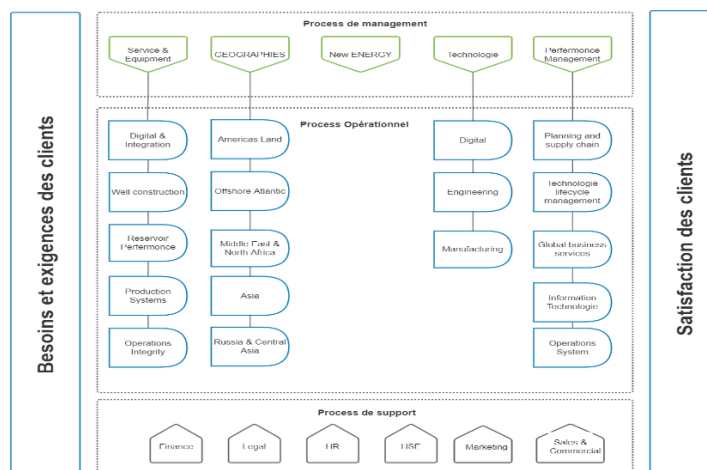 Process de management
Service &
Equipment
GEOGRAPHIES
New ENERGY
Technologie
Perfermonce
Management
Besoins et exigences des clients
Satisfaction des clients
Process Opérationnel
Digital &
Integration
Americas Land
Digital
Planning and
supply chain
Well construction
Offshore Atlantic
Engineering
Technologie
lifecycle
management
Reservoir
Perfermonce
Middle East &
North Africa
Manufacturing
Global business
services
Production
Systems
Asia
Information
Technologie
Operations
Integrity
Russia & Central
Asia
Operations
System
Process de support
Finance
Legal
HR
HSE
Marketing
Sales &
Commercial